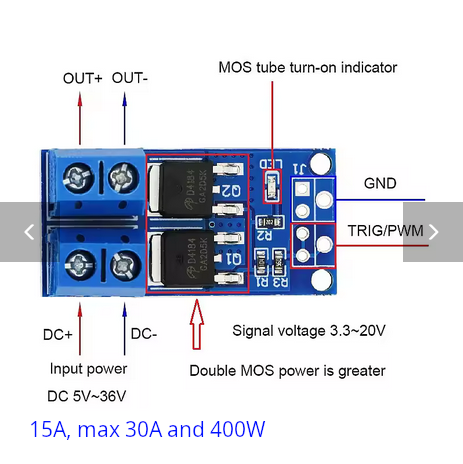 OUT+ OUT-
MOS tube turn-on indicator
LED
J1
Q2
D4184
GA2D5K
GND
R2
TRIG/PWM
D4184
GA2D5K
Q1
R1 R3
DC+ DC-
Signal voltage 3.3~20V
Input power
Double MOS power is greater
DC 5V~36V
15A, max 30A and 400W